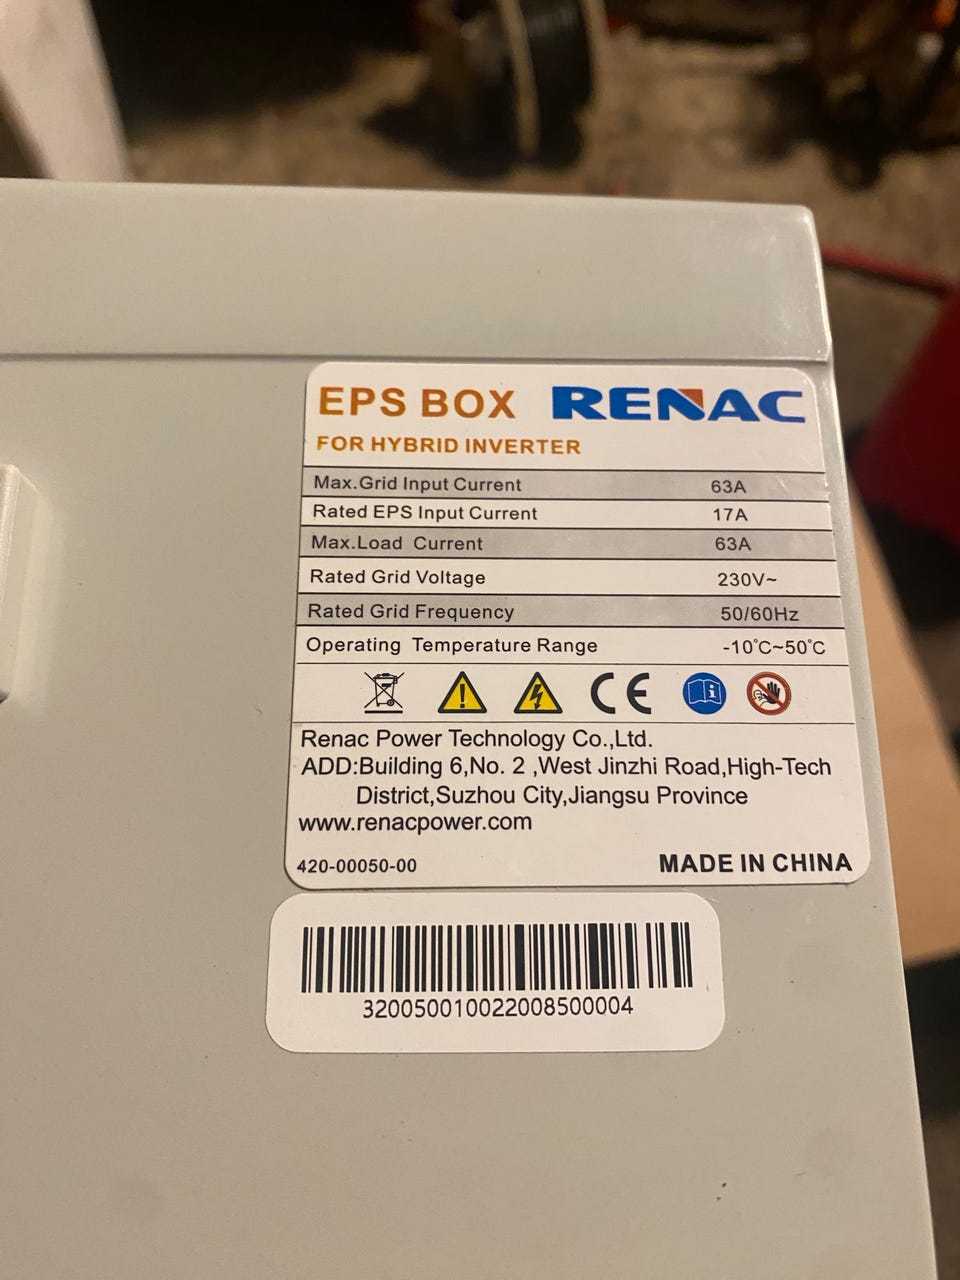 EPS BOX RENAC
FOR HYBRID INVERTER
Max.Grid Input Current 63A
Rated EPS Input Current 17A
Max.Load Current 63A
Rated Grid Voltage 230V~
Rated Grid Frequency 50/60Hz
Operating Temperature Range -10°C~50°C
CE
Renac Power Technology Co.,Ltd.
ADD:Building 6,No. 2 ,West Jinzhi Road,High-Tech
District,Suzhou City,Jiangsu Province
www.renacpower.com
420-00050-00 MADE IN CHINA
320050010022008500004